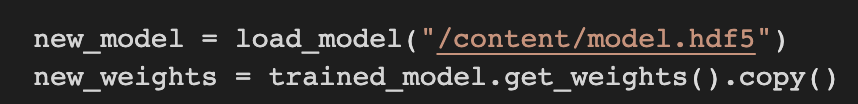 new_model = load_model("/content/model.hdf5")
new_weights = trained_model.get_weights().copy()